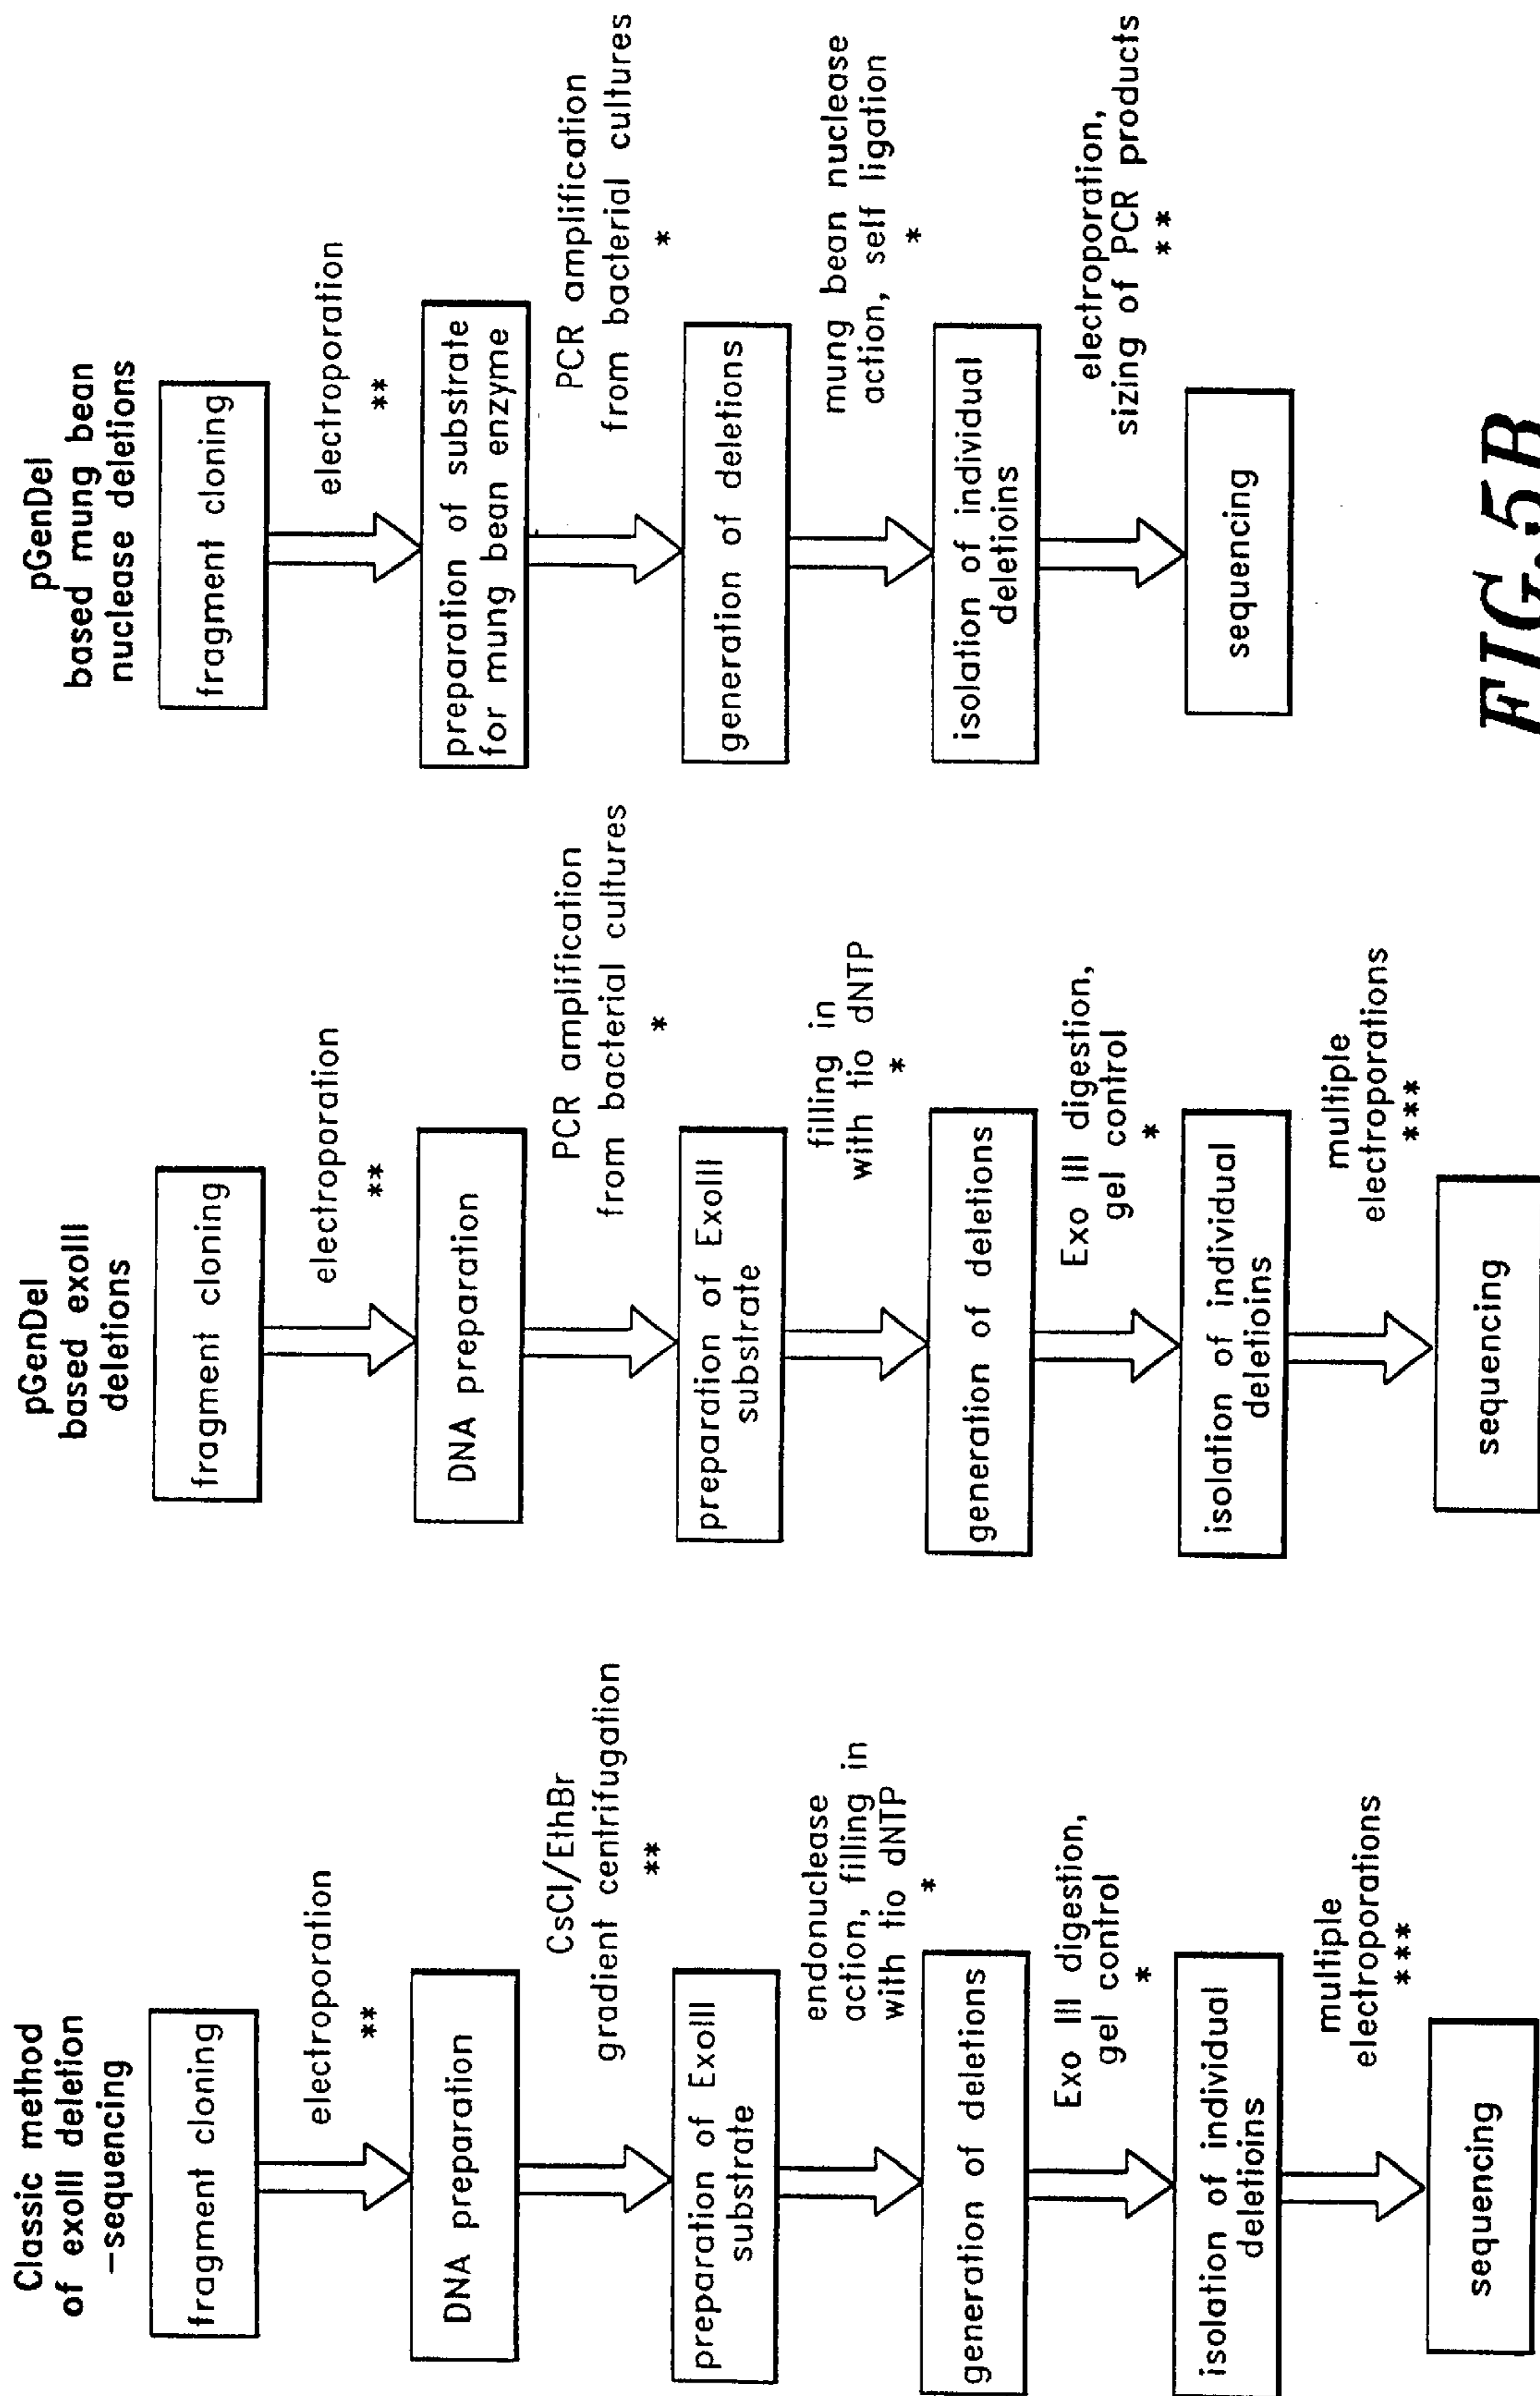 Classic method
of exoIII deletion
-sequencing
fragment cloning
electroporation
**
DNA preparation
CsCl/EthBr
gradient centrifugation
**
preparation of ExoIII
substrate
endonuclease
action, filling in
with tio dNTP
*
generation of deletions
Exo III digestion,
gel control
*
isolation of individual
deletioins
multiple
electroporations
***
sequencing
pGenDel
based exoIII
deletions
fragment cloning
electroporation
**
DNA preparation
PCR amplification
from bacterial cultures
*
preparation of ExoIII
substrate
filling in
with tio dNTP
*
generation of deletions
Exo III digestion,
gel control
*
isolation of individual
deletioins
multiple
electroporations
***
sequencing
pGenDel
based mung bean
nuclease deletions
fragment cloning
electroporation
**
preparation of substrate
for mung bean enzyme
PCR amplification
from bacterial cultures
*
generation of deletions
mung bean nuclease
action, self ligation
*
isolation of individual
deletioins
electroporation,
sizing of PCR products
**
sequencing
FIG.5B